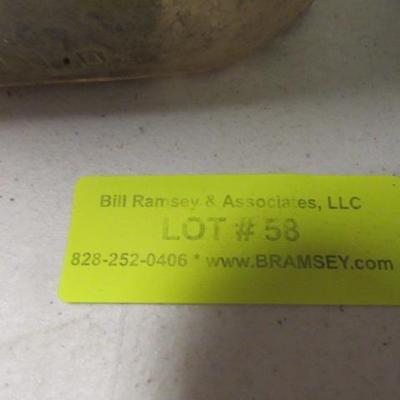 Bill Ramsey & Associates, LLC
LOT # 58
828-252-0406 * www.BRAMSEY.com